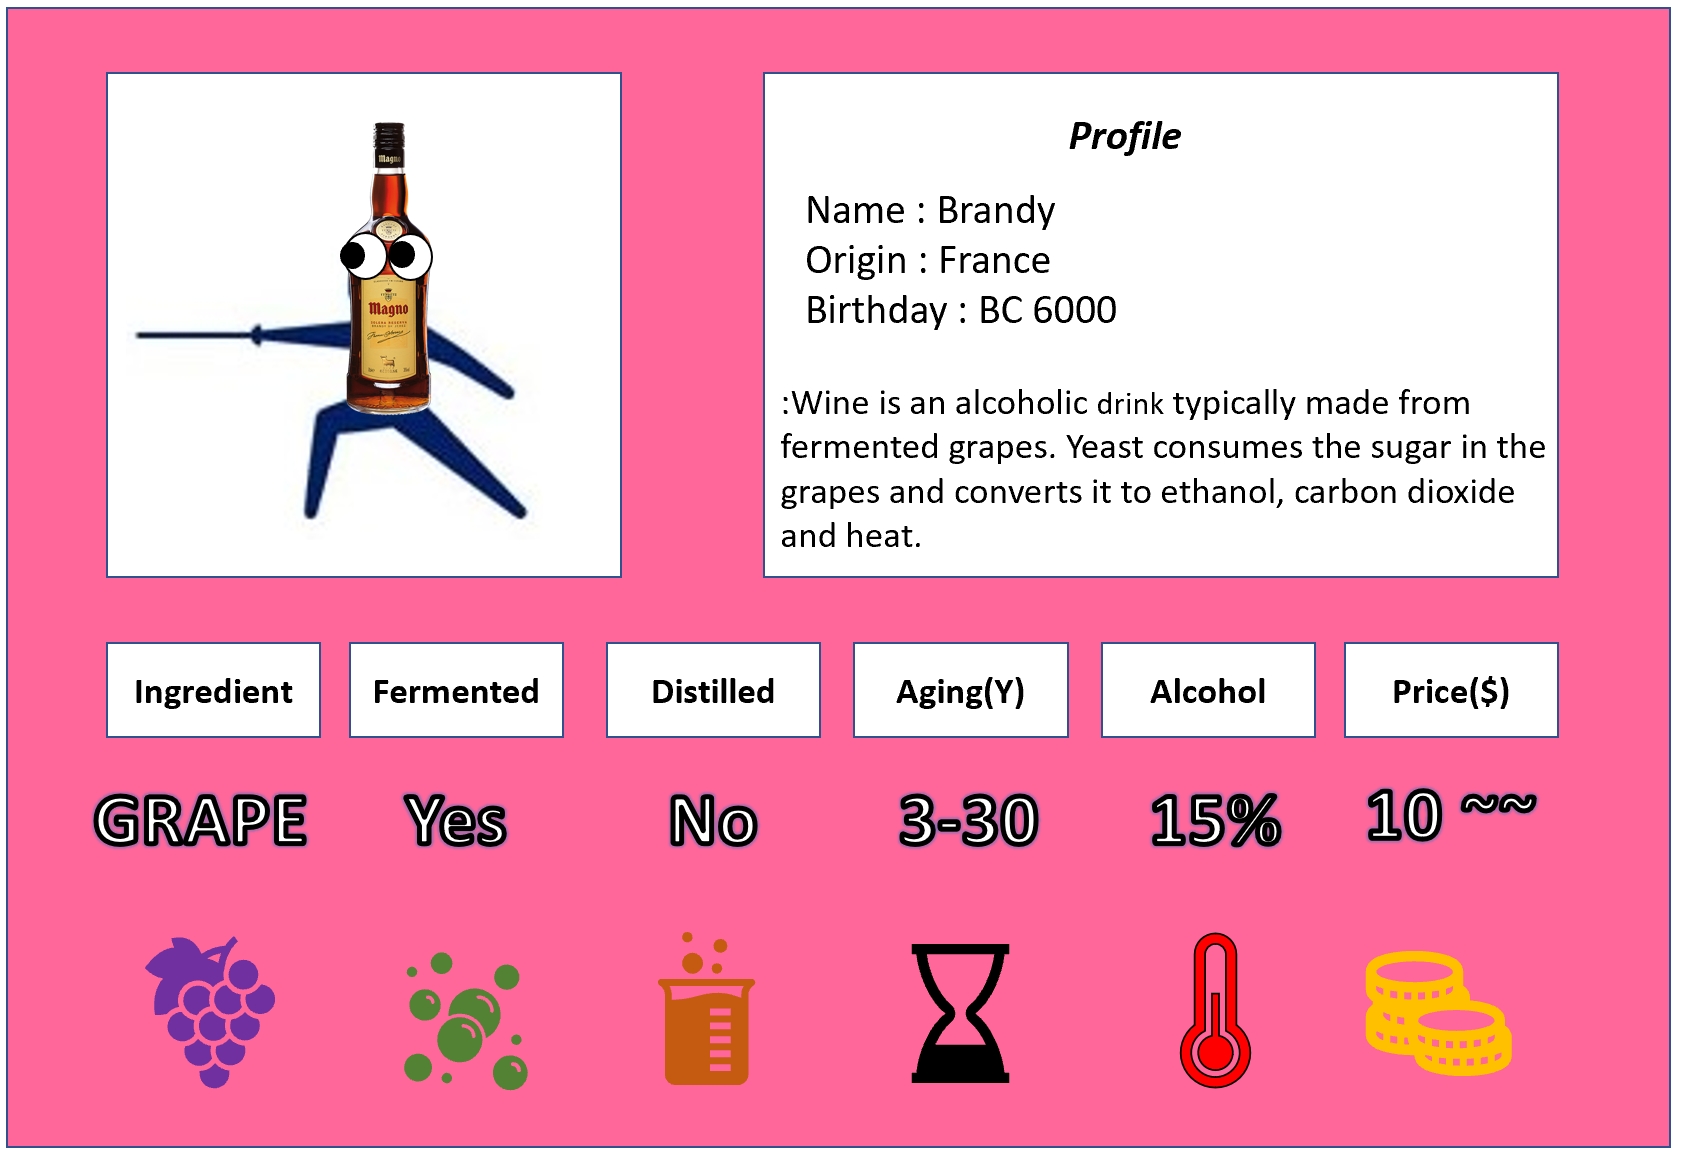 Magno
Magno
Profile
Name : Brandy
Origin : France
Birthday : BC 6000
:Wine is an alcoholic drink typically made from
fermented grapes. Yeast consumes the sugar in the
grapes and converts it to ethanol, carbon dioxide
and heat.
Ingredient Fermented Distilled Aging(Y) Alcohol Price($)
GRAPE Yes No 3-30 15% 10 ~~